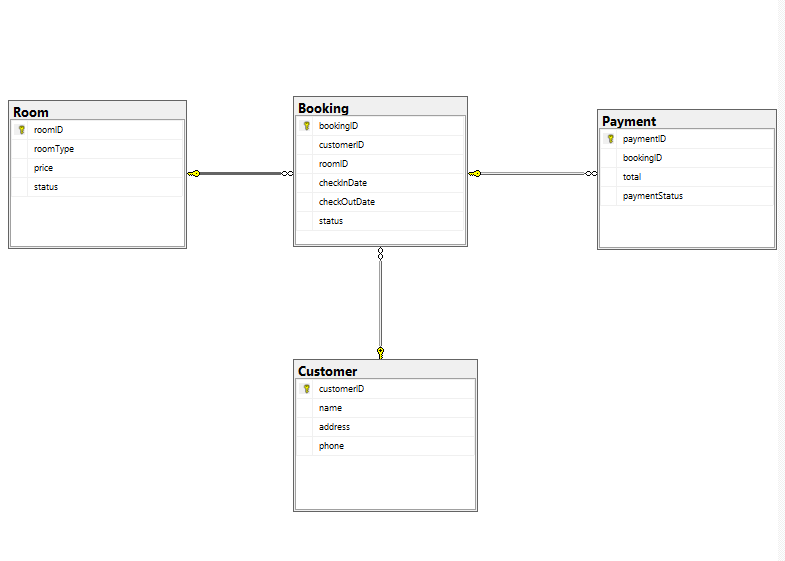 Room
roomID
roomType
price
status
Booking
bookingID
customerID
roomID
checkInDate
checkOutDate
status
Payment
paymentID
bookingID
total
paymentStatus
Customer
customerID
name
address
phone